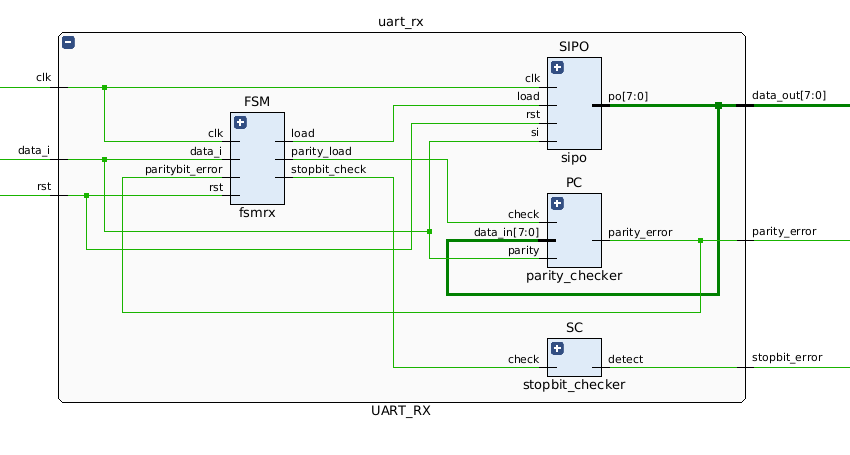 uart_rx
clk
data_i
rst
FSM
clk
data_i
paritybit_error
rst
load
parity_load
stopbit_check
fsmrx
SIPO
clk
load
rst
si
po[7:0]
sipo
PC
check
data_in[7:0]
parity
parity_error
parity_checker
SC
check
detect
stopbit_checker
data_out[7:0]
parity_error
stopbit_error
UART_RX